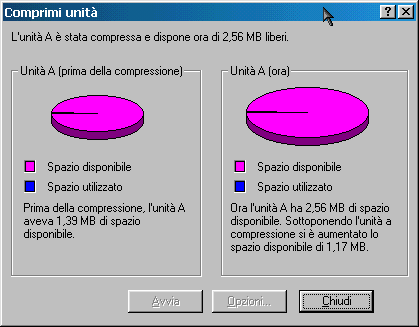 Comprimi unità
L'unità A è stata compressa e dispone ora di 2,56 MB liberi.
Unità A (prima della compressione)
Spazio disponibile
Spazio utilizzato
Prima della compressione, l'unità A
aveva 1,39 MB di spazio
disponibile.
Unità A (ora)
Spazio disponibile
Spazio utilizzato
Ora l'unità A ha 2,56 MB di spazio
disponibile. Sottoponendo l'unità a
compressione si è aumentato lo
spazio disponibile di 1,17 MB.
Avvia
Opzioni...
Chiudi